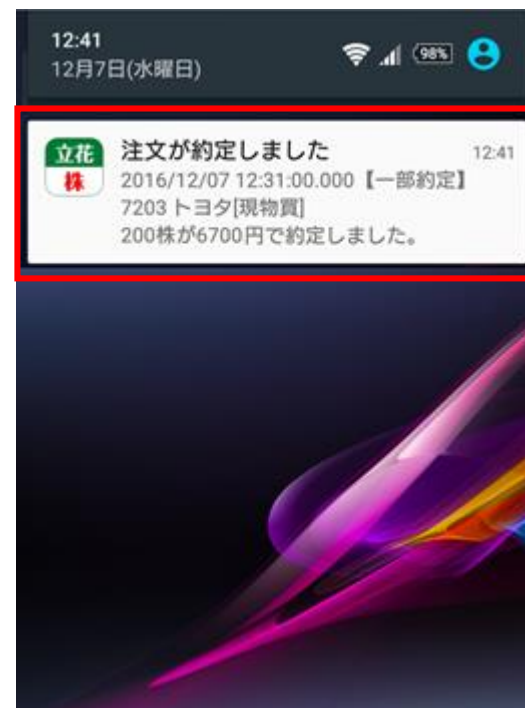 12:41
12月7日(水曜日)
98%
立花
株
注文が約定しました
12:41
2016/12/07 12:31:00.000【一部約定】
7203 トヨタ[現物買]
200株が6700円で約定しました。